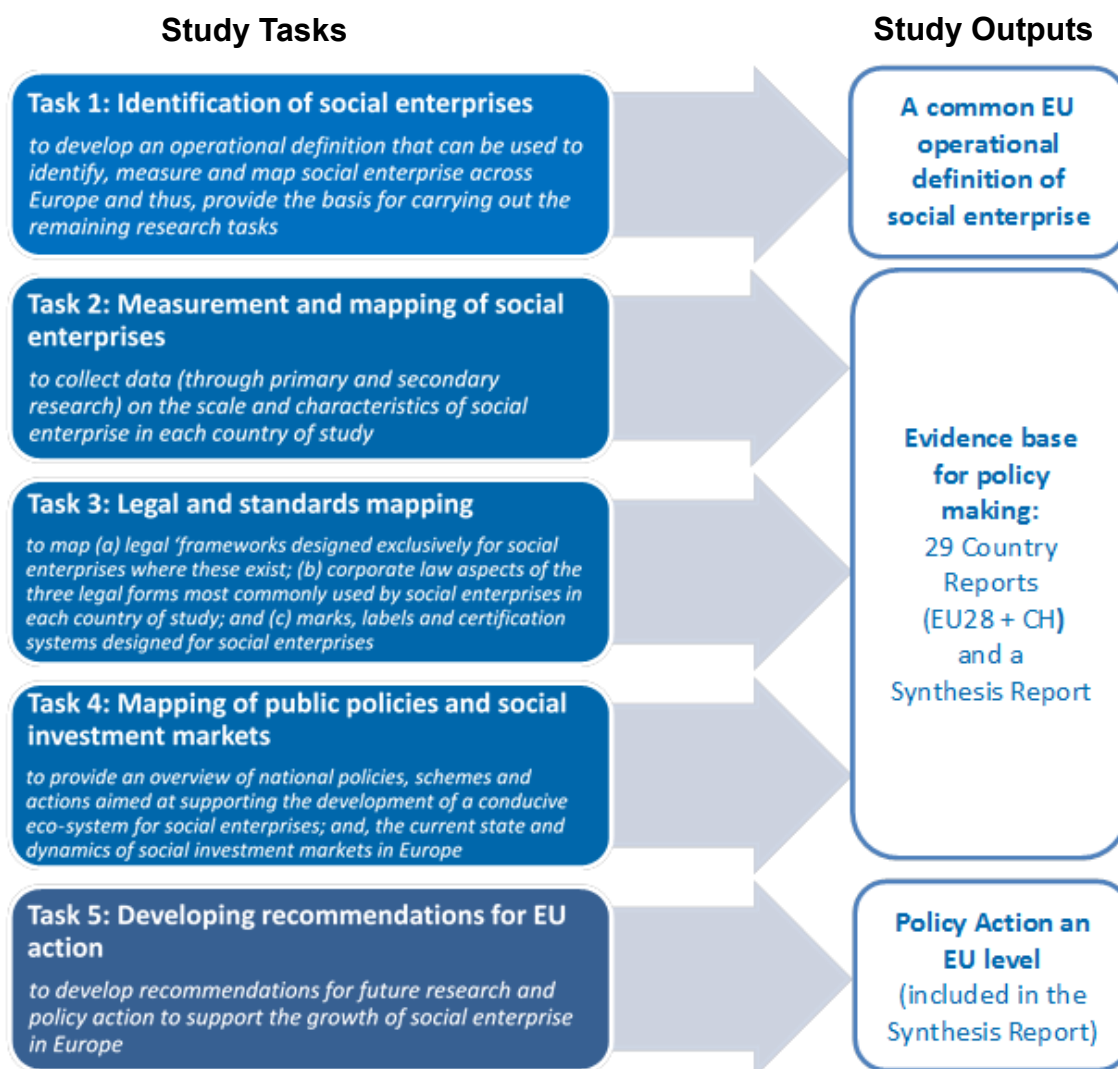 Study Tasks
Study Outputs
Task 1: Identification of social enterprises
to develop an operational definition that can be used to
identify, measure and map social enterprise across
Europe and thus, provide the basis for carrying out the
remaining research tasks
A common EU
operational
definition of
social enterprise
Task 2: Measurement and mapping of social
enterprises
to collect data (through primary and secondary
research) on the scale and characteristics of social
enterprise in each country of study
Task 3: Legal and standards mapping
to map (a) legal ‘frameworks designed exclusively for social
enterprises where these exist; (b) corporate law aspects of the
three legal forms most commonly used by social enterprises in
each country of study; and (c) marks, labels and certification
systems designed for social enterprises
Task 4: Mapping of public policies and social
investment markets
to provide an overview of national policies, schemes and
actions aimed at supporting the development of a conducive
eco-system for social enterprises; and, the current state and
dynamics of social investment markets in Europe
Evidence base
for policy
making:
29 Country
Reports
(EU28 + CH)
and a
Synthesis Report
Task 5: Developing recommendations for EU
action
to develop recommendations for future research and
policy action to support the growth of social enterprise
in Europe
Policy Action an
EU level
(included in the
Synthesis Report)